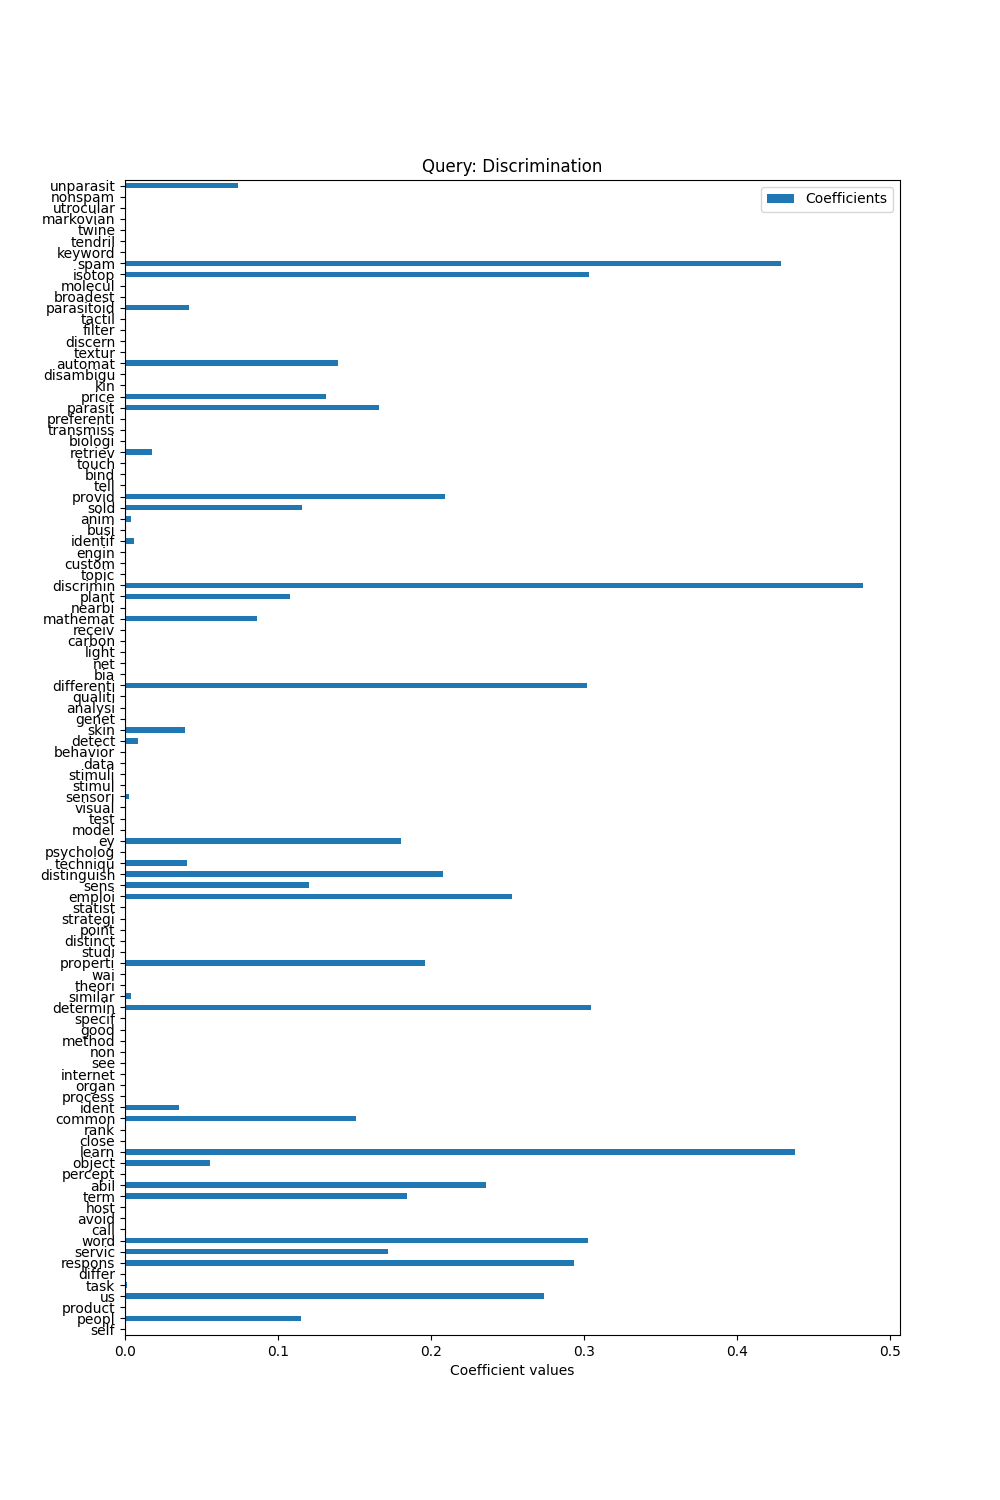 Query: Discrimination
Coefficients
unparasit
nonspam
utrocular
markovian
twine
tendril
keyword
spam
isotop
molecul
broadest
parasitoid
tactil
filter
discern
textur
automat
disambigu
kin
price
parasit
preferenti
transmiss
biologi
retriev
touch
bind
tell
provid
sold
anim
busi
identif
engin
custom
topic
discrimin
plant
nearbi
mathemat
receiv
carbon
light
net
bia
differenti
qualiti
analysi
genet
skin
detect
behavior
data
stimuli
stimul
sensori
visual
test
model
ey
psycholog
techniqu
distinguish
sens
emploi
statist
strategi
point
distinct
studi
properti
wai
theori
similar
determin
specif
good
method
non
see
internet
organ
process
ident
common
rank
close
learn
object
percept
abil
term
host
avoid
call
word
servic
respons
differ
task
us
product
peopl
self
0.0 0.1 0.2 0.3 0.4 0.5
Coefficient values